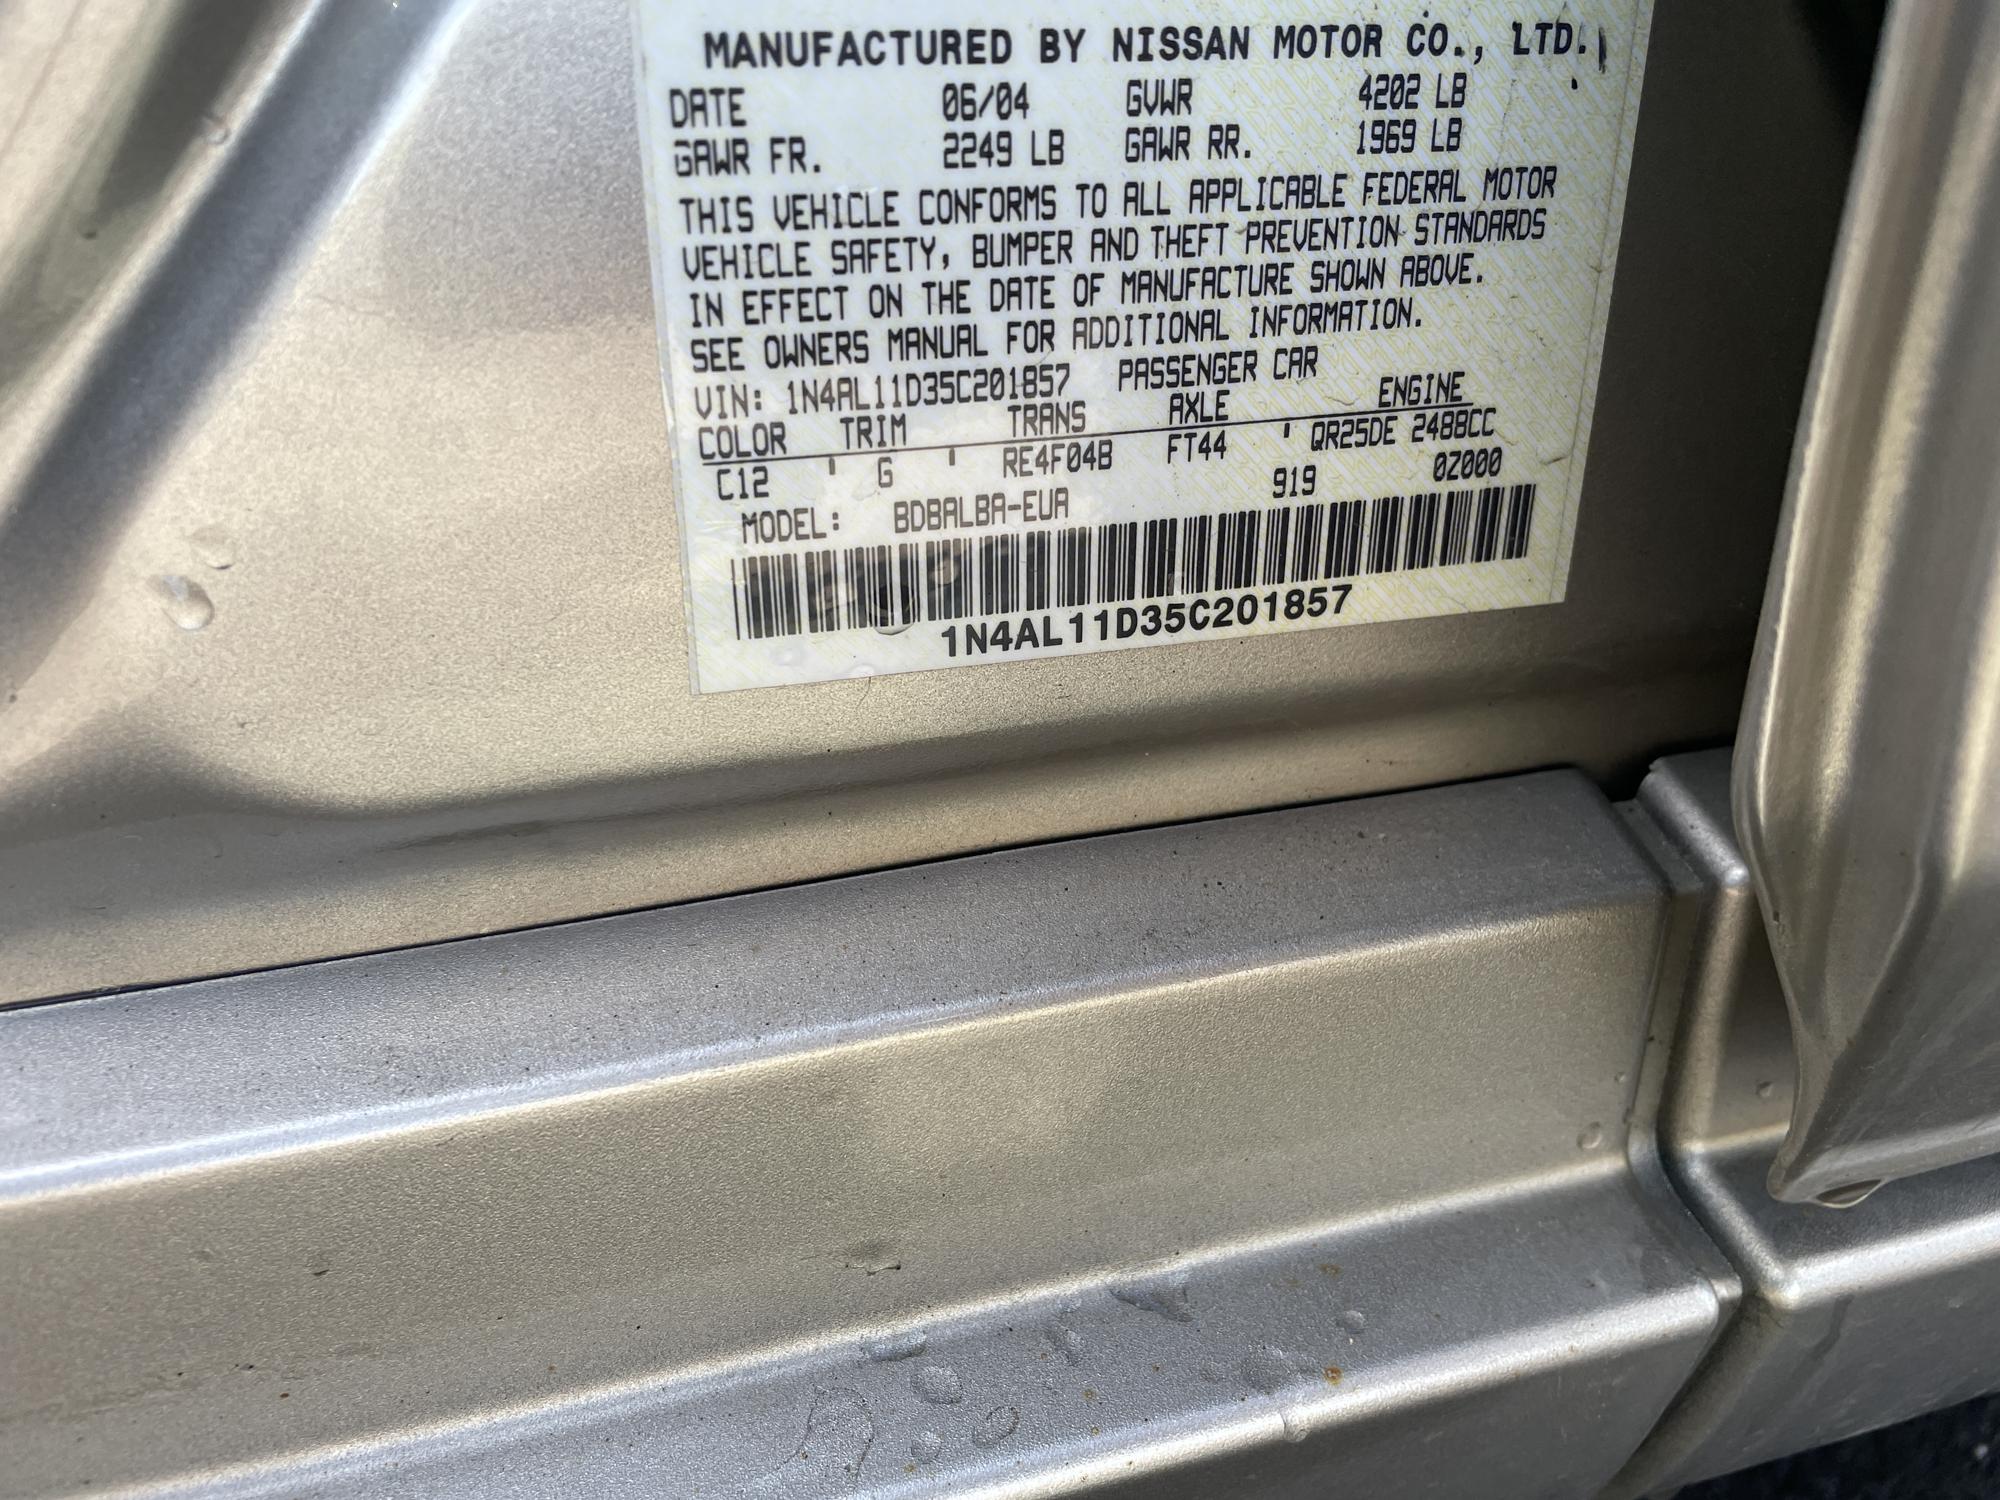 MANUFACTURED BY NISSAN MOTOR CO., LTD.
DATE 06/04 GVWR 4202 LB
GAWR FR. 2249 LB GAWR RR. 1969 LB
THIS VEHICLE CONFORMS TO ALL APPLICABLE FEDERAL MOTOR
VEHICLE SAFETY, BUMPER AND THEFT PREVENTION STANDARDS
IN EFFECT ON THE DATE OF MANUFACTURE SHOWN ABOVE.
SEE OWNERS MANUAL FOR ADDITIONAL INFORMATION.
VIN: 1N4AL11D35C201857 PASSENGER CAR
COLOR TRIM TRANS AXLE ENGINE
C12 ' G ' RE4F04B FT44 ' QR25DE 2488CC
919 0Z000
MODEL: BDBALBA-EUA
1N4AL11D35C201857